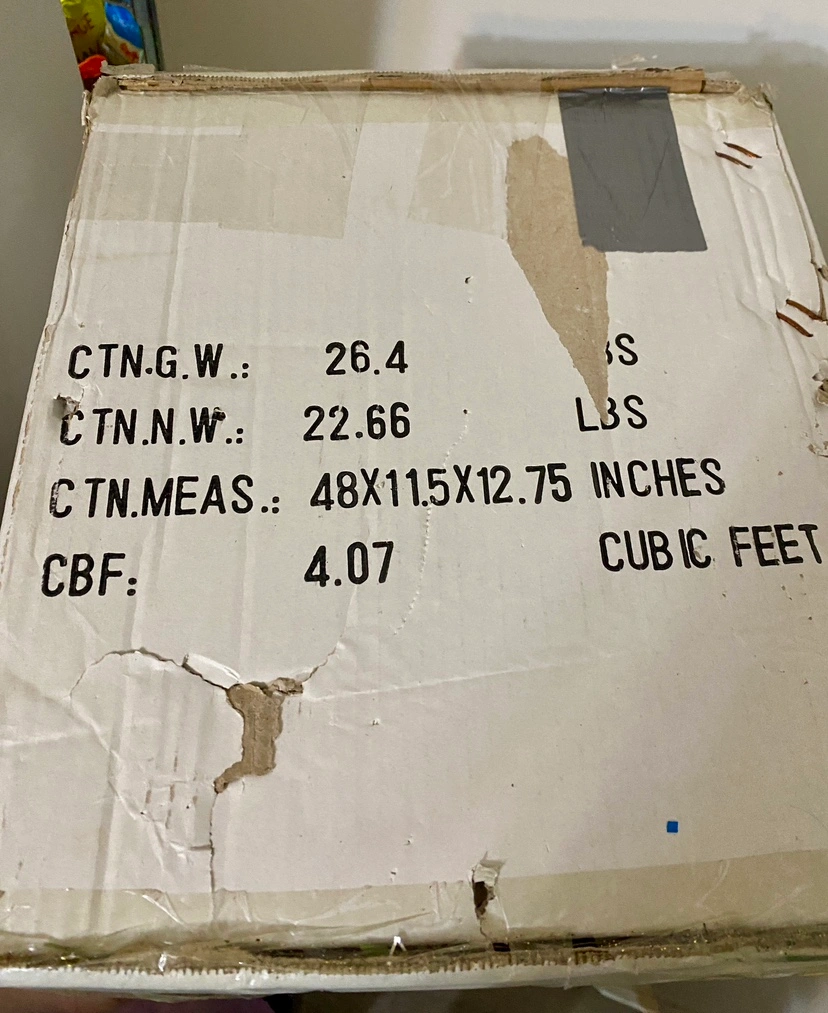 CTN.G.W.: 26.4 BS
CTN.N.W.: 22.66 LBS
CTN.MEAS.: 48X11.5X12.75 INCHES
CBF: 4.07 CUBIC FEET